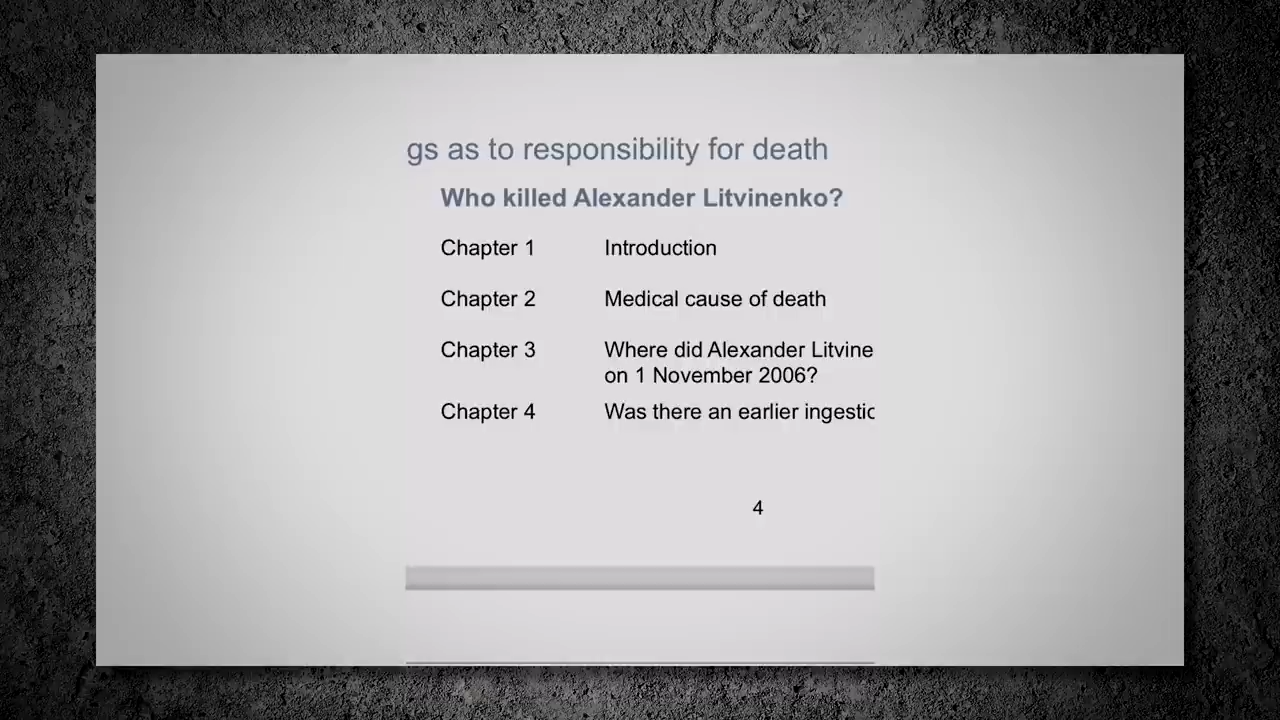 gs as to responsibility for death
Who killed Alexander Litvinenko?
Chapter 1 Introduction
Chapter 2 Medical cause of death
Chapter 3 Where did Alexander Litvine
on 1 November 2006?
Chapter 4 Was there an earlier ingestic
4